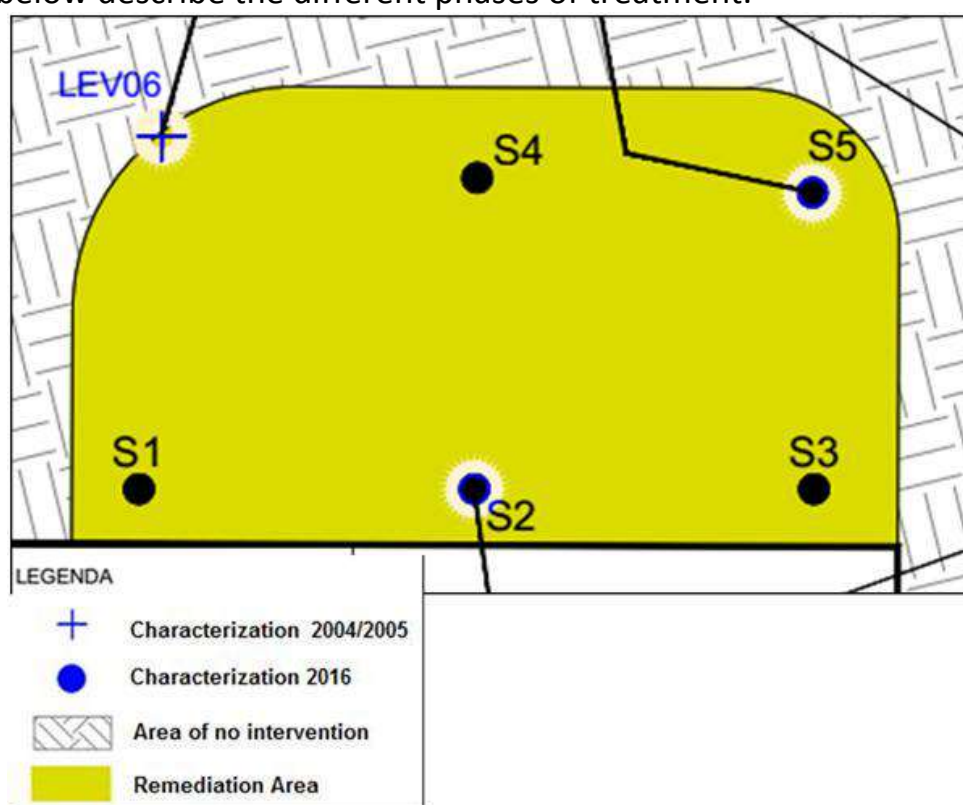 below describe the different phases of treatment.
LEV06
S4
S5
S1
S2
S3
LEGENDA
Characterization 2004/2005
Characterization 2016
Area of no intervention
Remediation Area